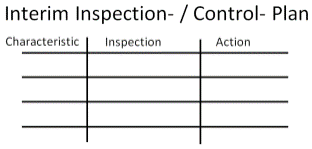 Interim Inspection- / Control- Plan
Characteristic Inspection Action